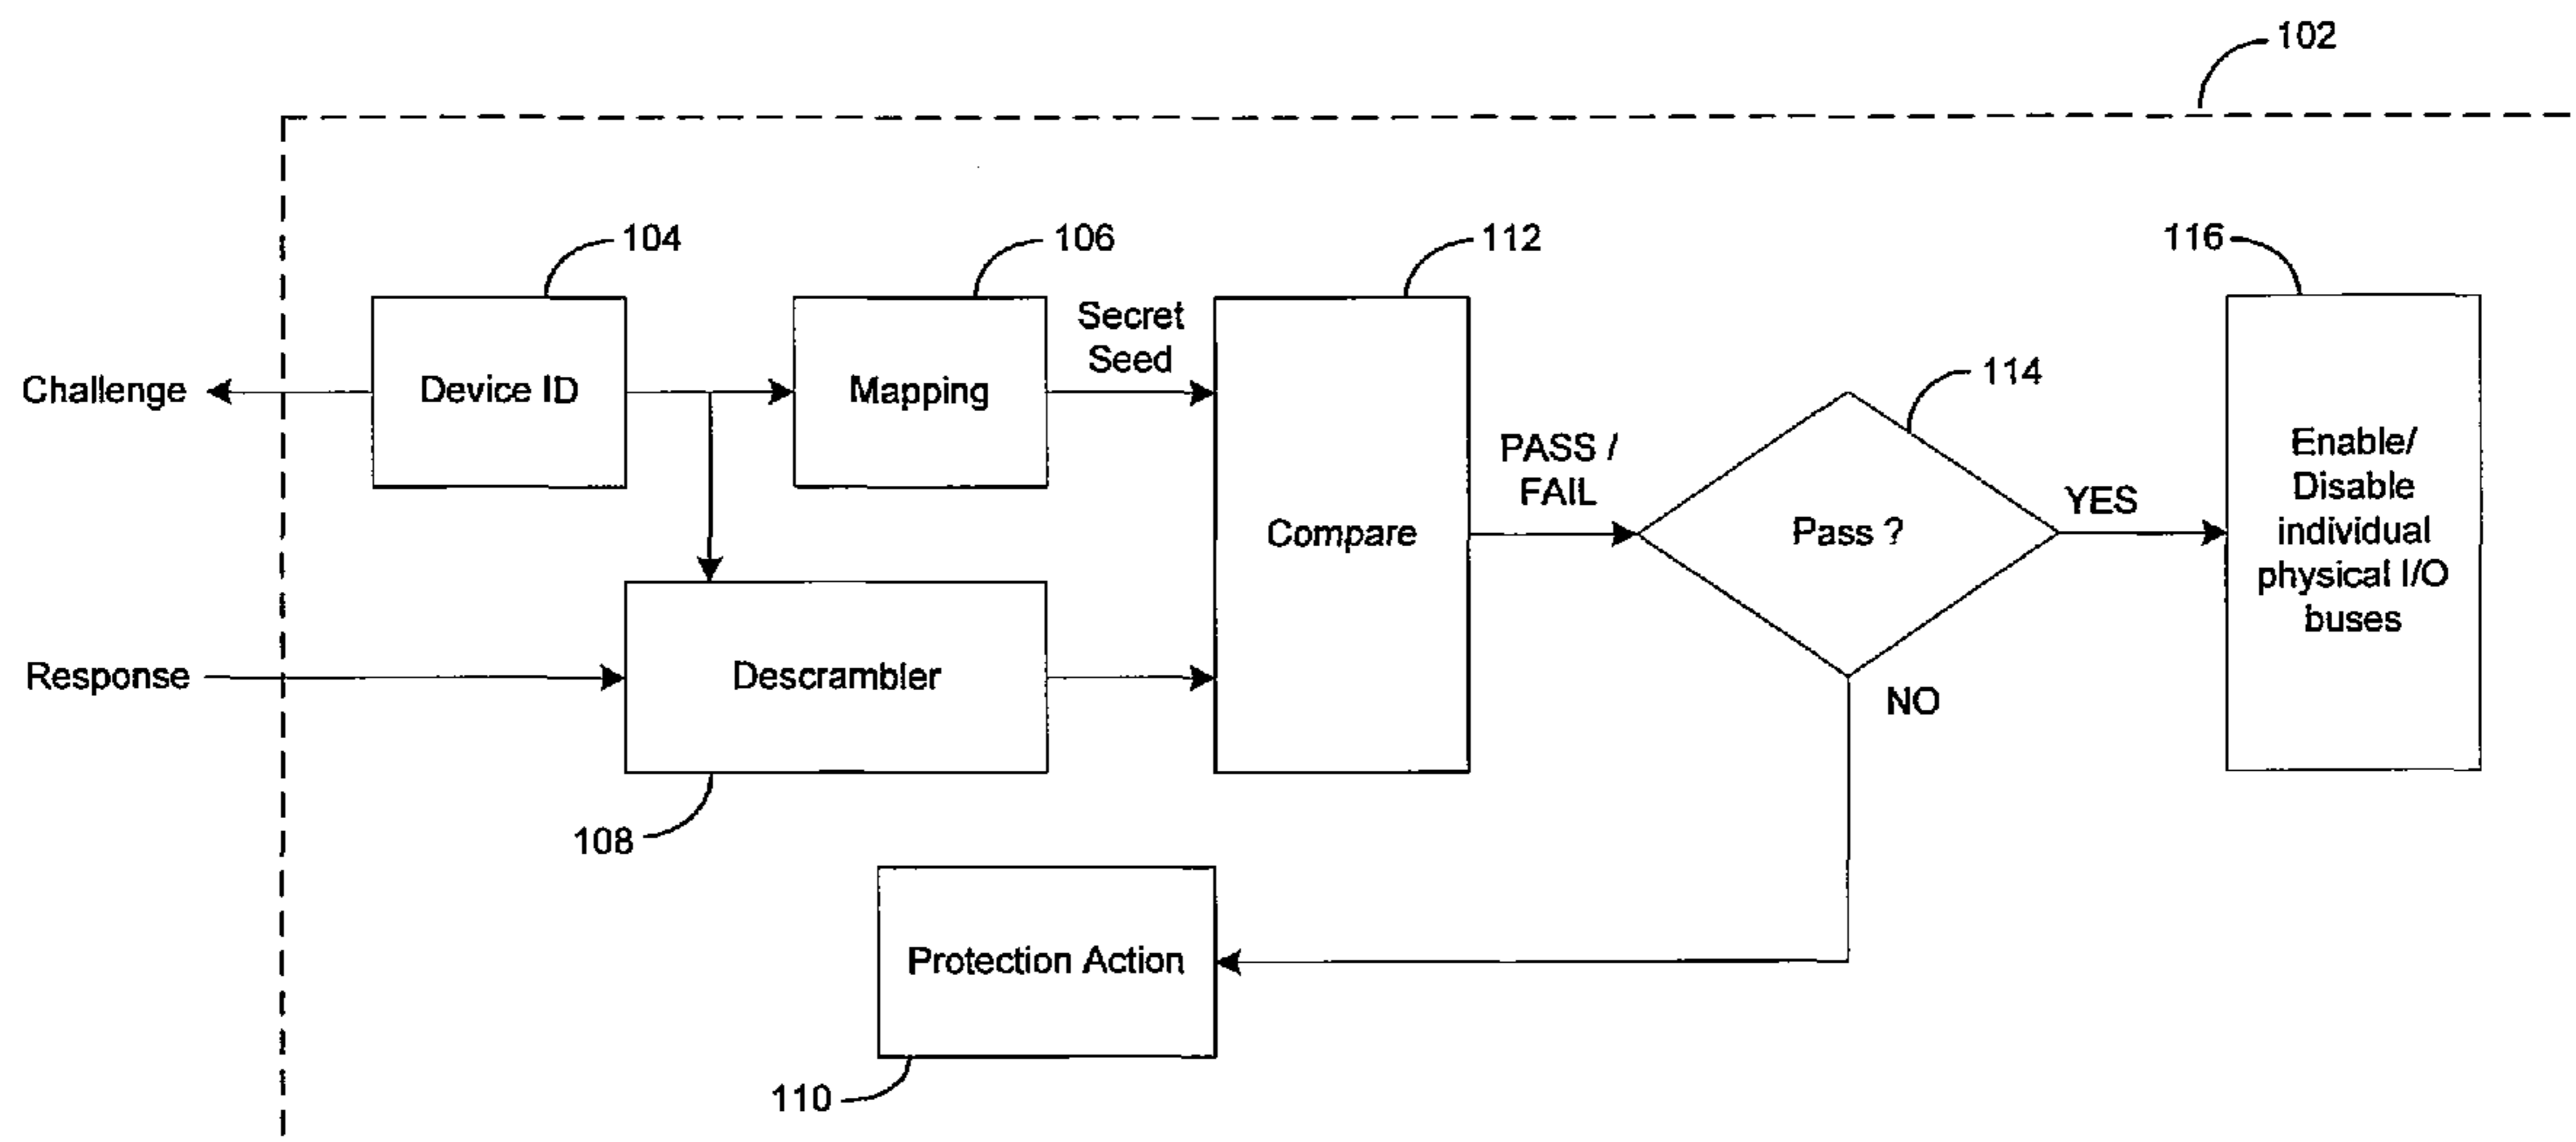 102
104
106
112
116
Secret
Seed
114
Challenge
Device ID
Mapping
PASS /
FAIL
Enable/
Disable
individual
physical I/O
buses
Compare
Pass ?
YES
Response
Descrambler
NO
108
Protection Action
110